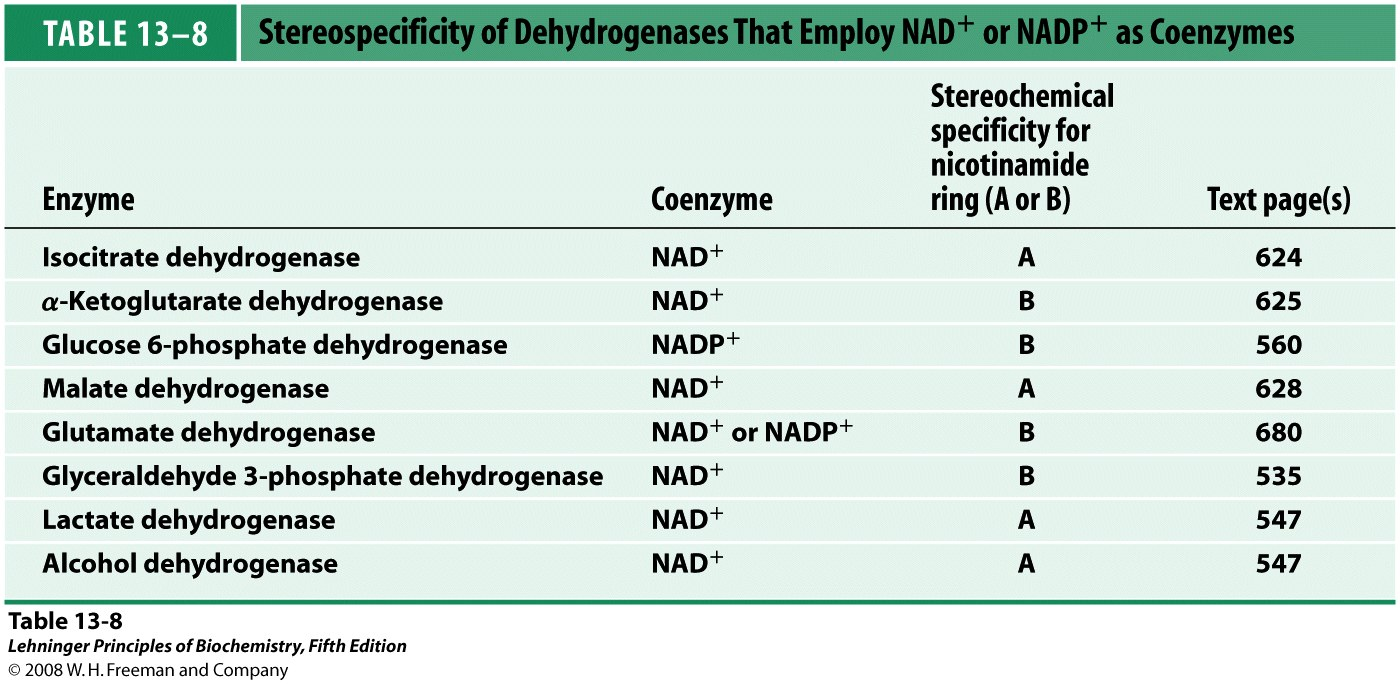 TABLE 13–8 Stereospecificity of Dehydrogenases That Employ NAD⁺ or NADP⁺ as Coenzymes
Stereochemical
specificity for
nicotinamide
Enzyme Coenzyme ring (A or B) Text page(s)
Isocitrate dehydrogenase NAD⁺ A 624
α-Ketoglutarate dehydrogenase NAD⁺ B 625
Glucose 6-phosphate dehydrogenase NADP⁺ B 560
Malate dehydrogenase NAD⁺ A 628
Glutamate dehydrogenase NAD⁺ or NADP⁺ B 680
Glyceraldehyde 3-phosphate dehydrogenase NAD⁺ B 535
Lactate dehydrogenase NAD⁺ A 547
Alcohol dehydrogenase NAD⁺ A 547
Table 13-8
Lehninger Principles of Biochemistry, Fifth Edition
© 2008 W. H. Freeman and Company